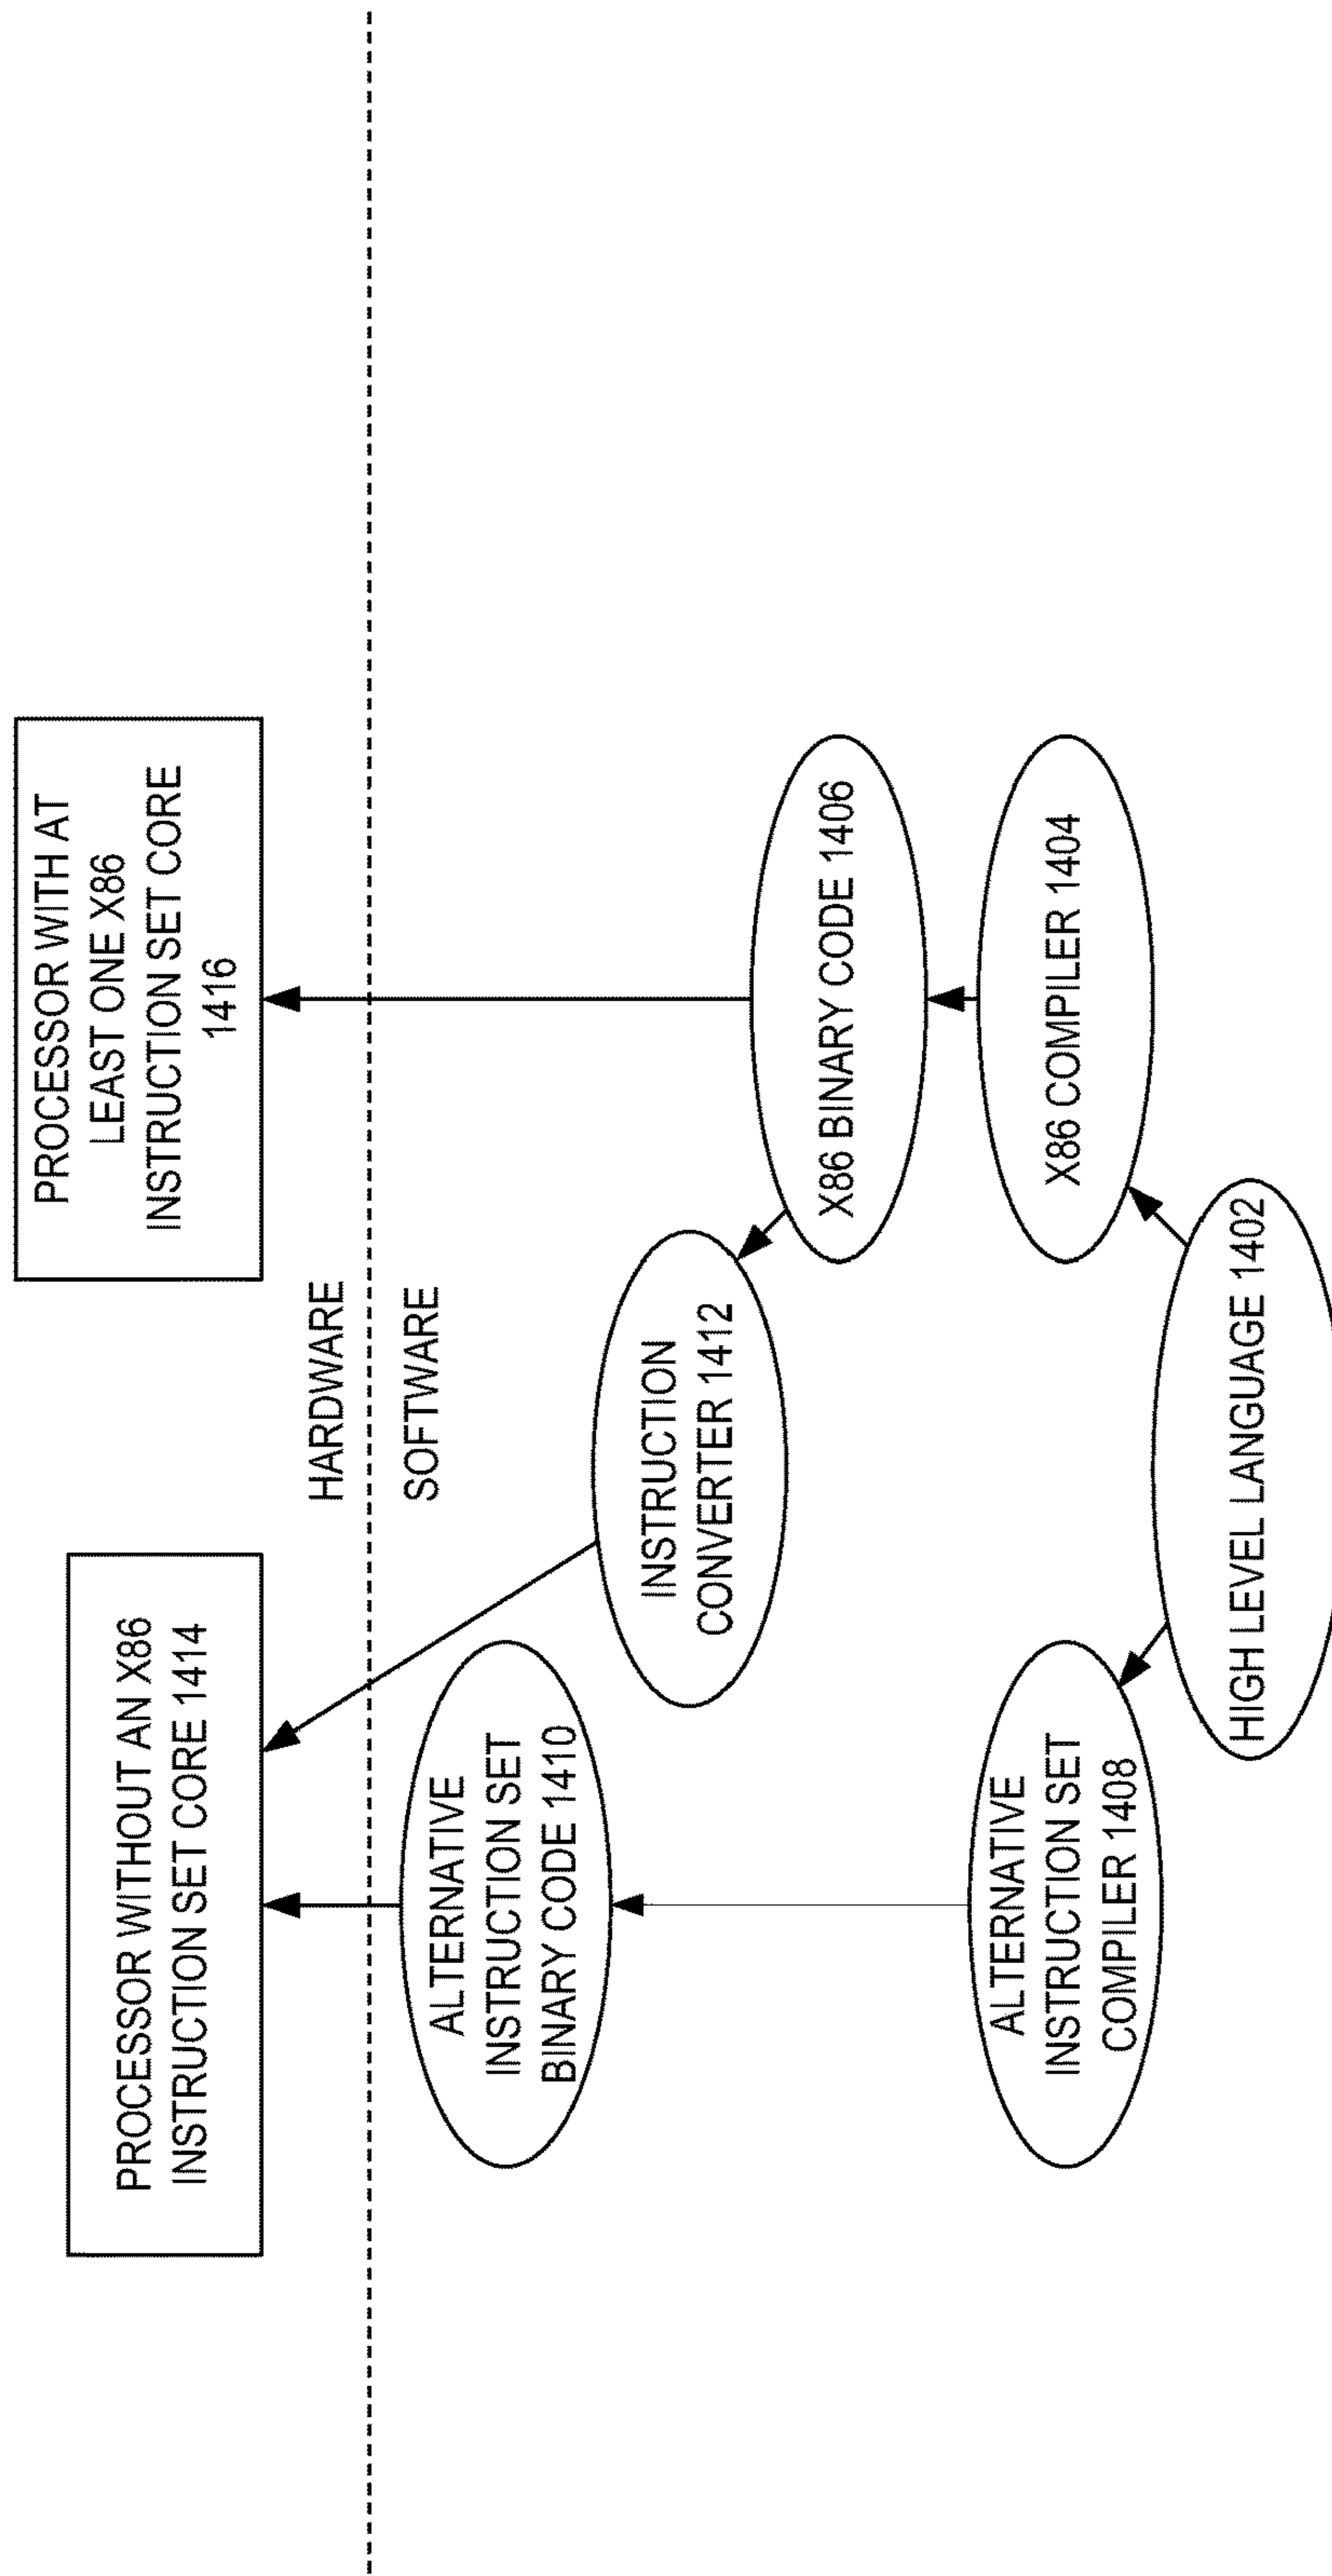 PROCESSOR WITHOUT AN X86
INSTRUCTION SET CORE 1414
PROCESSOR WITH AT
LEAST ONE X86
INSTRUCTION SET CORE
1416
HARDWARE
SOFTWARE
ALTERNATIVE
INSTRUCTION SET
BINARY CODE 1410
INSTRUCTION
CONVERTER 1412
X86 BINARY CODE 1406
ALTERNATIVE
INSTRUCTION SET
COMPILER 1408
X86 COMPILER 1404
HIGH LEVEL LANGUAGE 1402